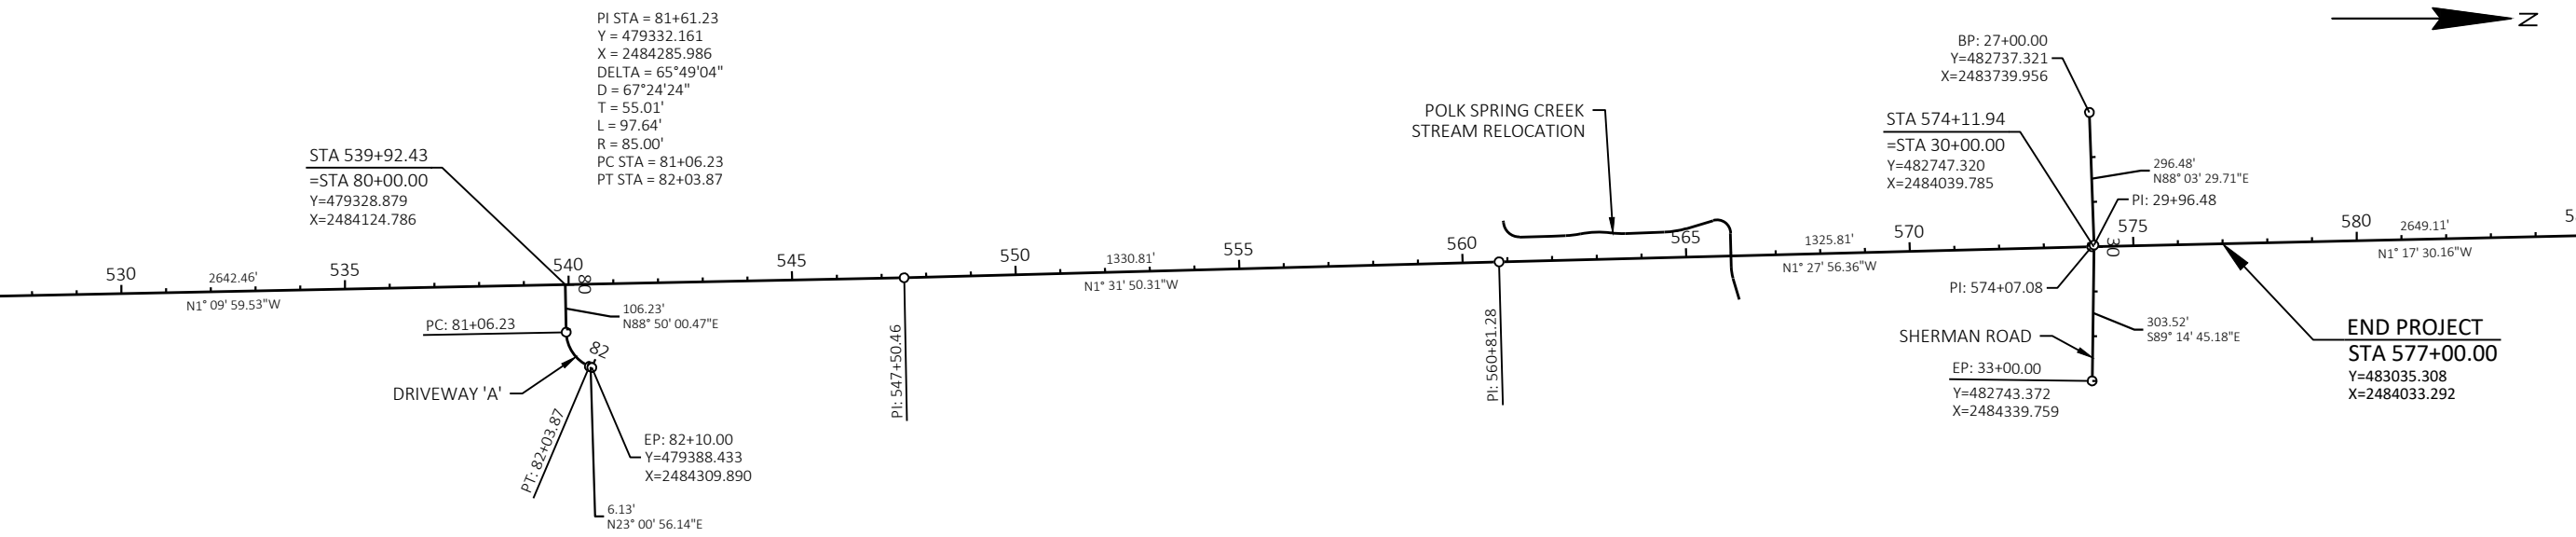 PI STA = 81+61.23
Y = 479332.161
X = 2484285.986
DELTA = 65°49'04"
D = 67°24'24"
T = 55.01'
L = 97.64'
R = 85.00'
PC STA = 81+06.23
PT STA = 82+03.87
STA 539+92.43
=STA 80+00.00
Y=479328.879
X=2484124.786
530
2642.46'
N1° 09' 59.53"W
535
540
80
106.23'
N88° 50' 00.47"E
PC: 81+06.23
82
DRIVEWAY 'A'
PT: 82+03.87
EP: 82+10.00
Y=479388.433
X=2484309.890
6.13'
N23° 00' 56.14"E
545
PI: 547+50.46
550
1330.81'
N1° 31' 50.31"W
555
560
PI: 560+81.28
POLK SPRING CREEK
STREAM RELOCATION
565
1325.81'
N1° 27' 56.36"W
570
BP: 27+00.00
Y=482737.321
X=2483739.956
STA 574+11.94
=STA 30+00.00
Y=482747.320
X=2484039.785
296.48'
N88° 03' 29.71"E
PI: 29+96.48
30
575
PI: 574+07.08
SHERMAN ROAD
303.52'
S89° 14' 45.18"E
EP: 33+00.00
Y=482743.372
X=2484339.759
580
2649.11'
N1° 17' 30.16"W
5
END PROJECT
STA 577+00.00
Y=483035.308
X=2484033.292
N